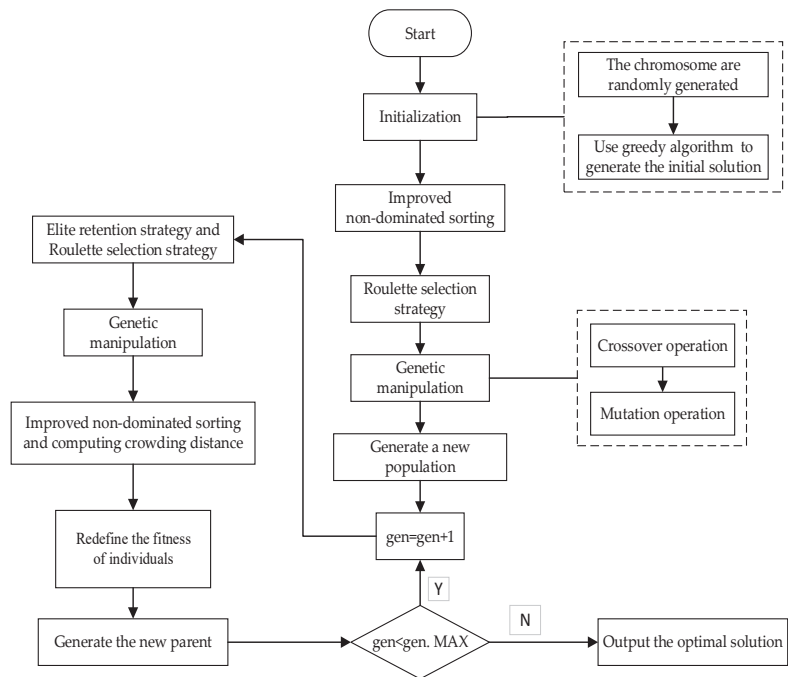 Start
Initialization
The chromosome are
randomly generated
Use greedy algorithm to
generate the initial solution
Improved
non-dominated sorting
Roulette selection
strategy
Genetic
manipulation
Crossover operation
Mutation operation
Generate a new
population
gen=gen+1
Elite retention strategy and
Roulette selection strategy
Genetic
manipulation
Improved non-dominated sorting
and computing crowding distance
Redefine the fitness
of individuals
Generate the new parent
gen<gen. MAX
Y
N
Output the optimal solution